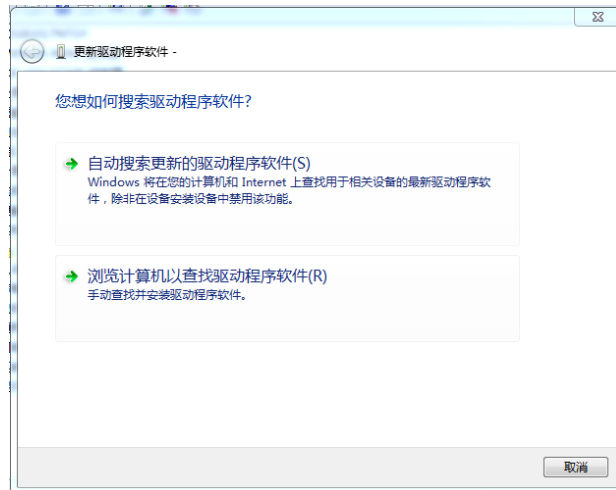 更新驱动程序软件 -
您想如何搜索驱动程序软件?
自动搜索更新的驱动程序软件(S)
Windows 将在您的计算机和 Internet 上查找用于相关设备的最新驱动程序软
件，除非在设备安装设备中禁用该功能。
浏览计算机以查找驱动程序软件(R)
手动查找并安装驱动程序软件。
取消